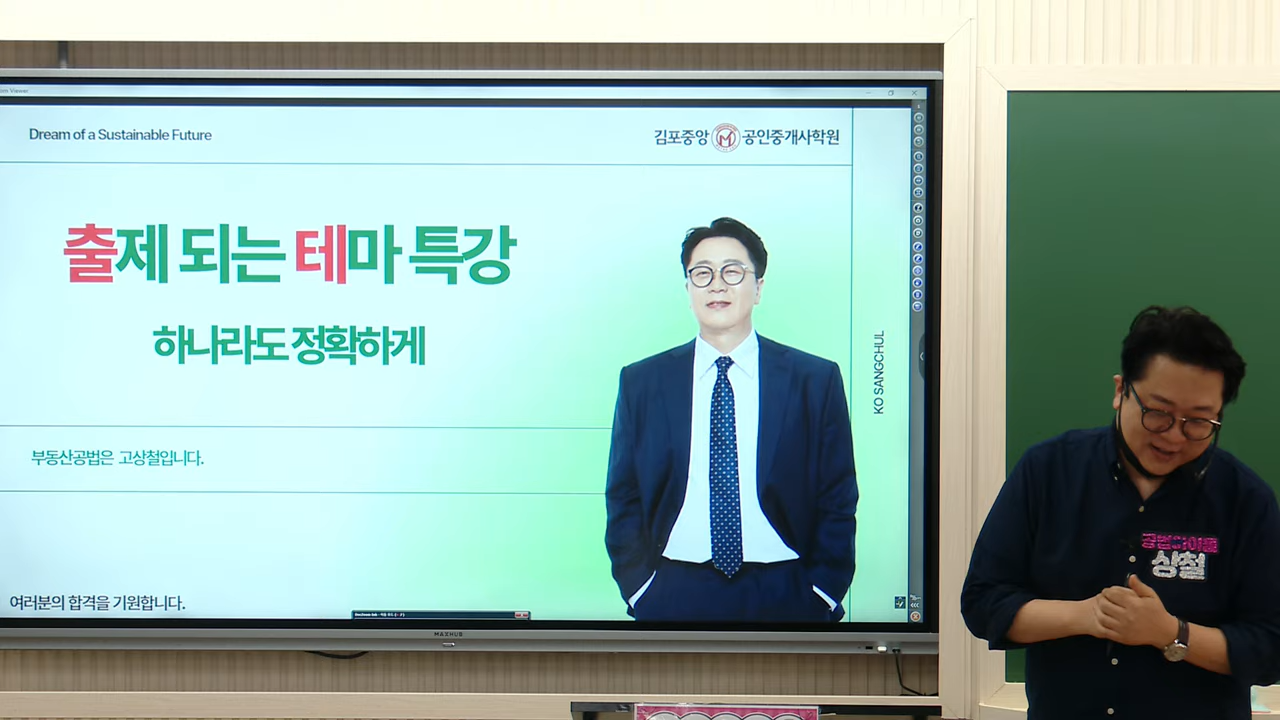 Dream of a Sustainable Future
김포중앙 M 공인중개사학원
출제 되는 테마 특강
하나라도 정확하게
KO SANGCHUL
부동산공법은 고상철입니다.
여러분의 합격을 기원합니다.
MAXHUB
상철